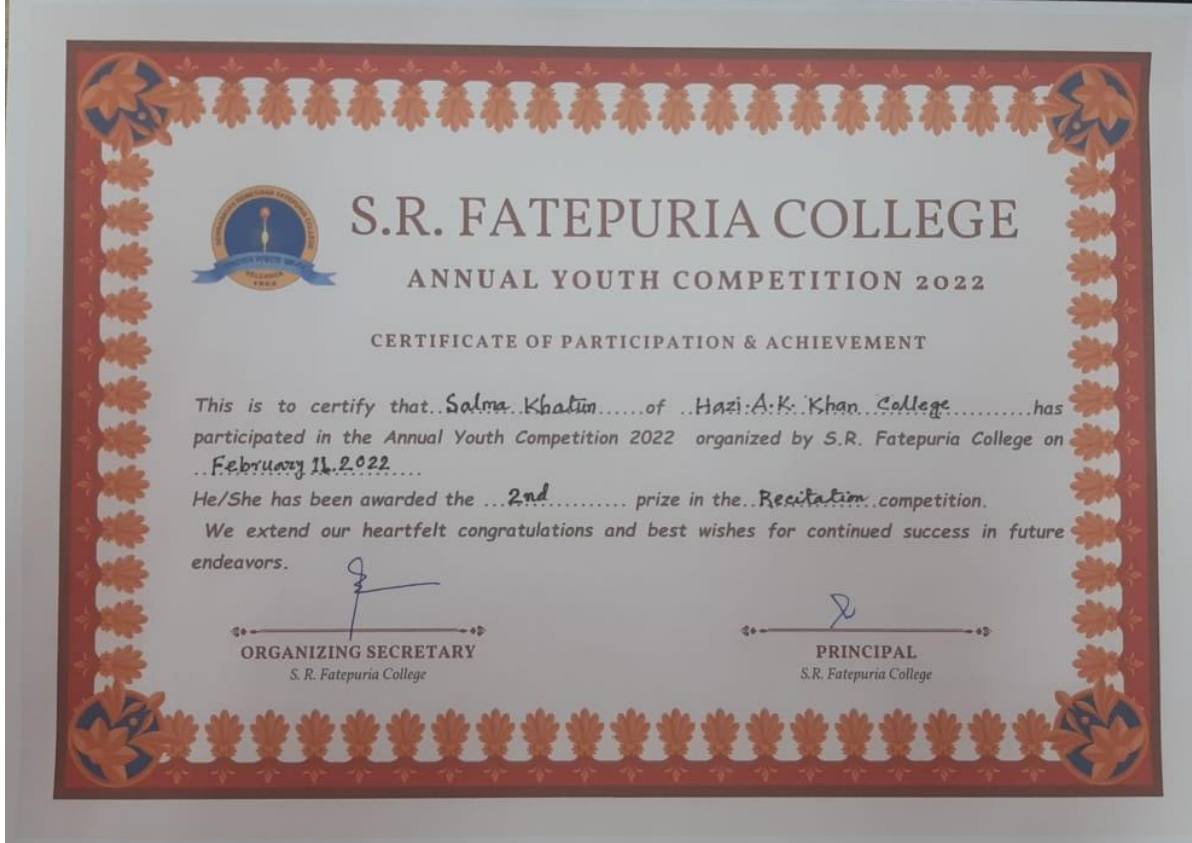 S.R. FATEPURIA COLLEGE
ANNUAL YOUTH COMPETITION 2022
BELDANGA
CERTIFICATE OF PARTICIPATION & ACHIEVEMENT
This is to certify that..Salma..Khatun......of ..Hazi.A.K. Khan College..........has
participated in the Annual Youth Competition 2022 organized by S.R. Fatepuria College on
..February 11.2022....
He/She has been awarded the ...2nd.......... prize in the..Recitation.competition.
We extend our heartfelt congratulations and best wishes for continued success in future
endeavors.
ORGANIZING SECRETARY
S. R. Fatepuria College
PRINCIPAL
S.R. Fatepuria College